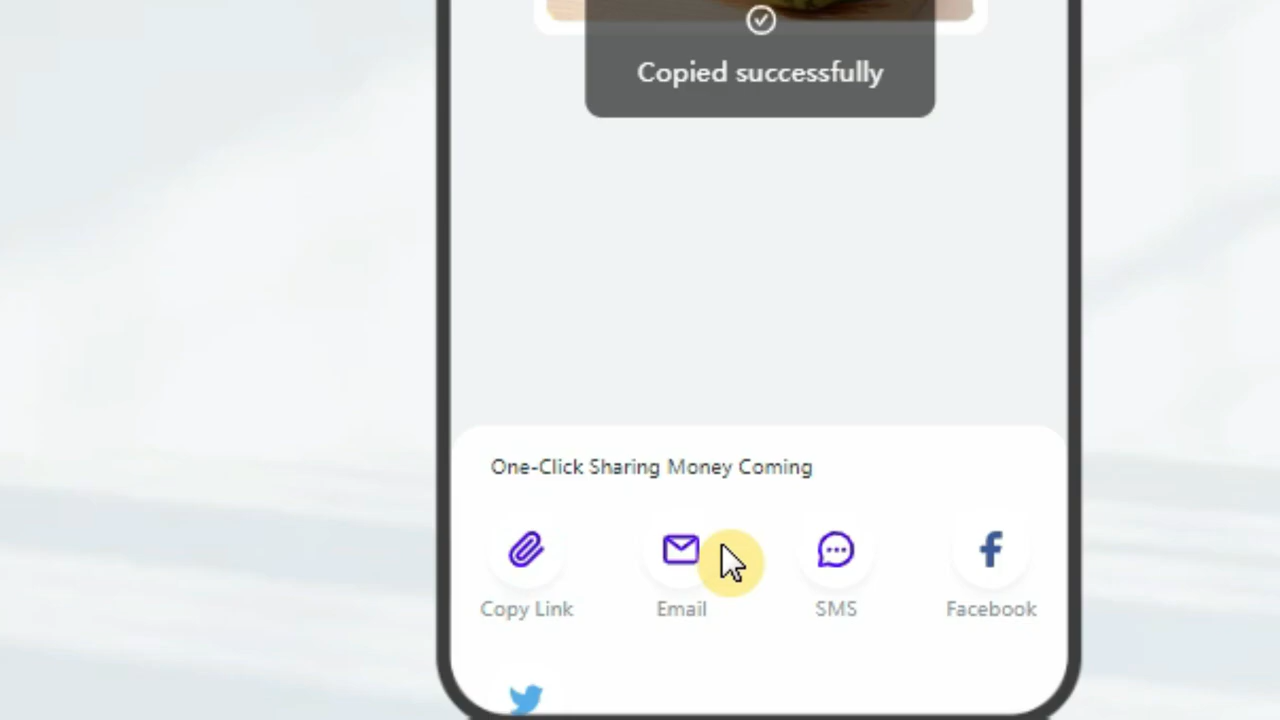 Copied successfully
One-Click Sharing Money Coming
Copy Link
Email
SMS
Facebook